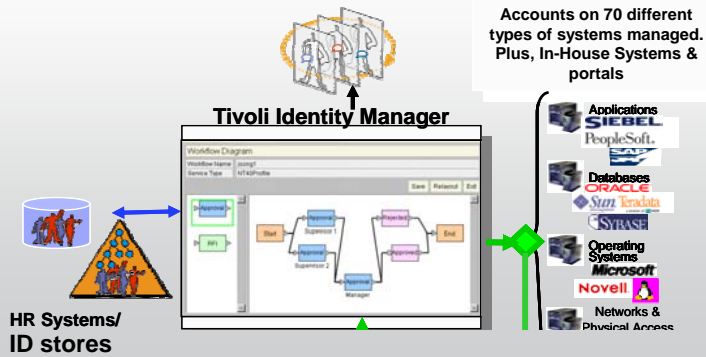 Accounts on 70 different
types of systems managed.
Plus, In-House Systems &
portals
Tivoli Identity Manager
Workflow Diagram
Workflow Name
Service Type NT40Profile
Save Relayout Exit
Approval
RFI
Start
Approval
Supervisor 1
Approval
Supervisor 2
Approval
Manager
Rejected
Approved
End
HR Systems/
ID stores
Applications
SIEBEL
PeopleSoft.
SAP
Databases
ORACLE
Sun Teradata
SYBASE
Operating
Systems
Microsoft
Novell.
Networks &
Physical Access